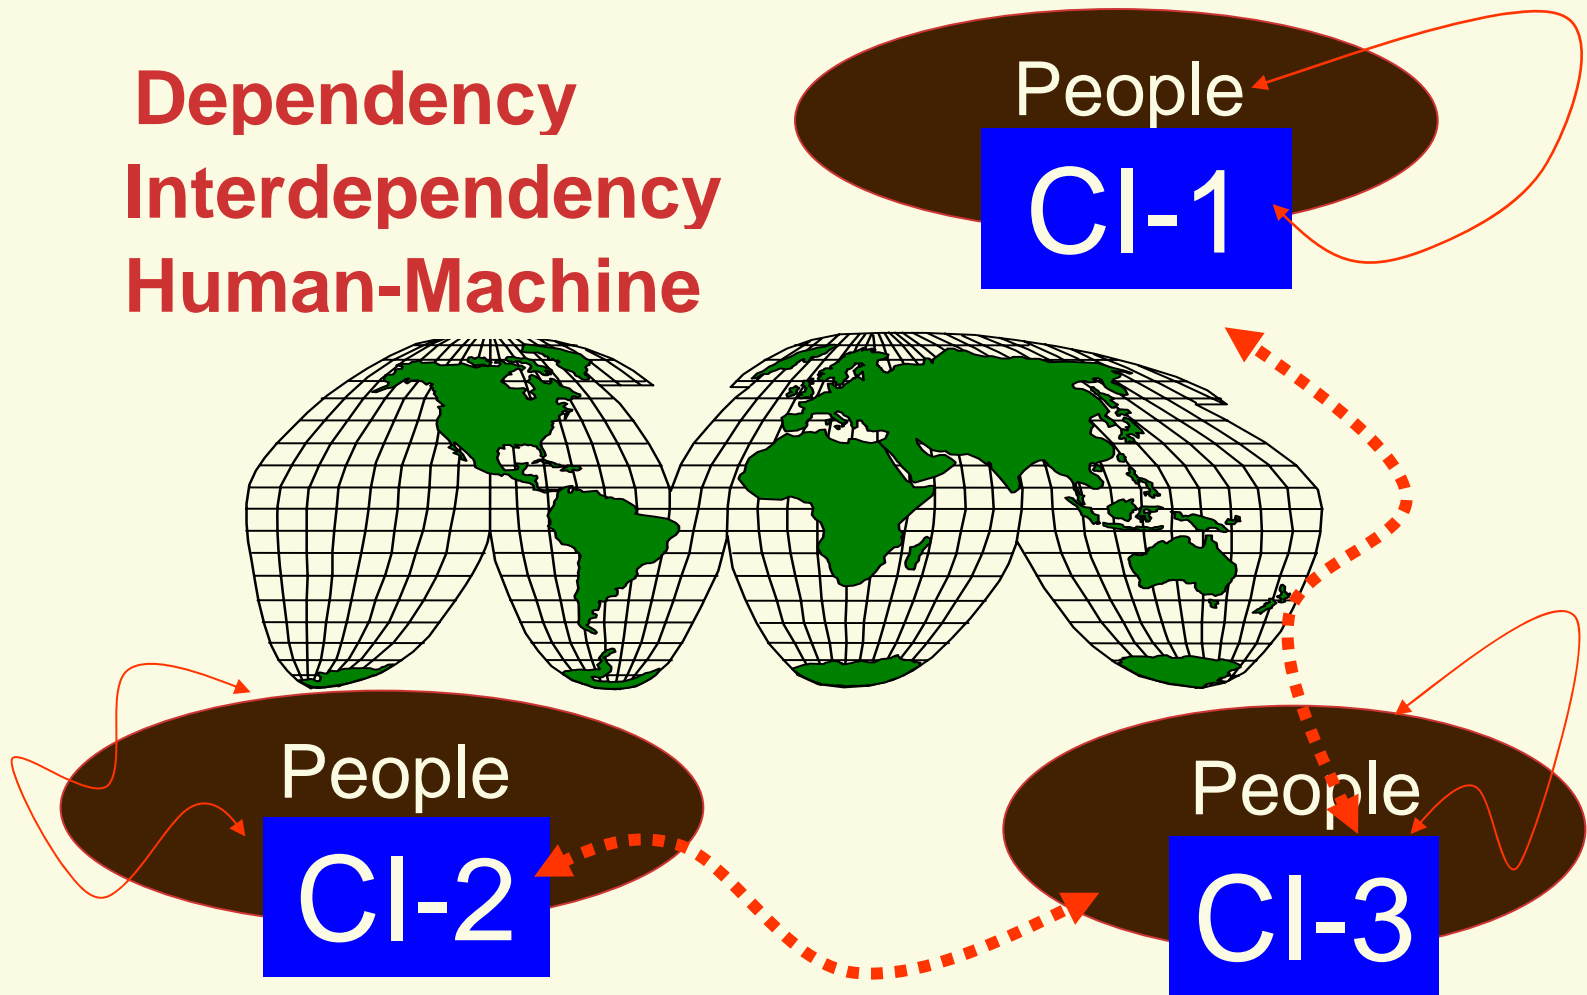 Dependency
Interdependency
Human-Machine
People
CI-1
People
CI-2
People
CI-3